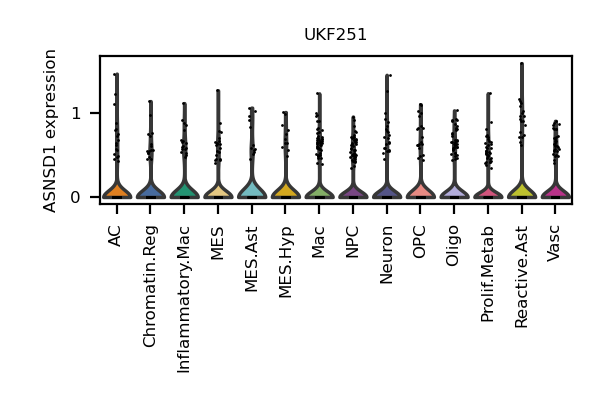 UKF251
ASNSD1 expression
1
0
AC
Chromatin.Reg
Inflammatory.Mac
MES
MES.Ast
MES.Hyp
Mac
NPC
Neuron
OPC
Oligo
Prolif.Metab
Reactive.Ast
Vasc